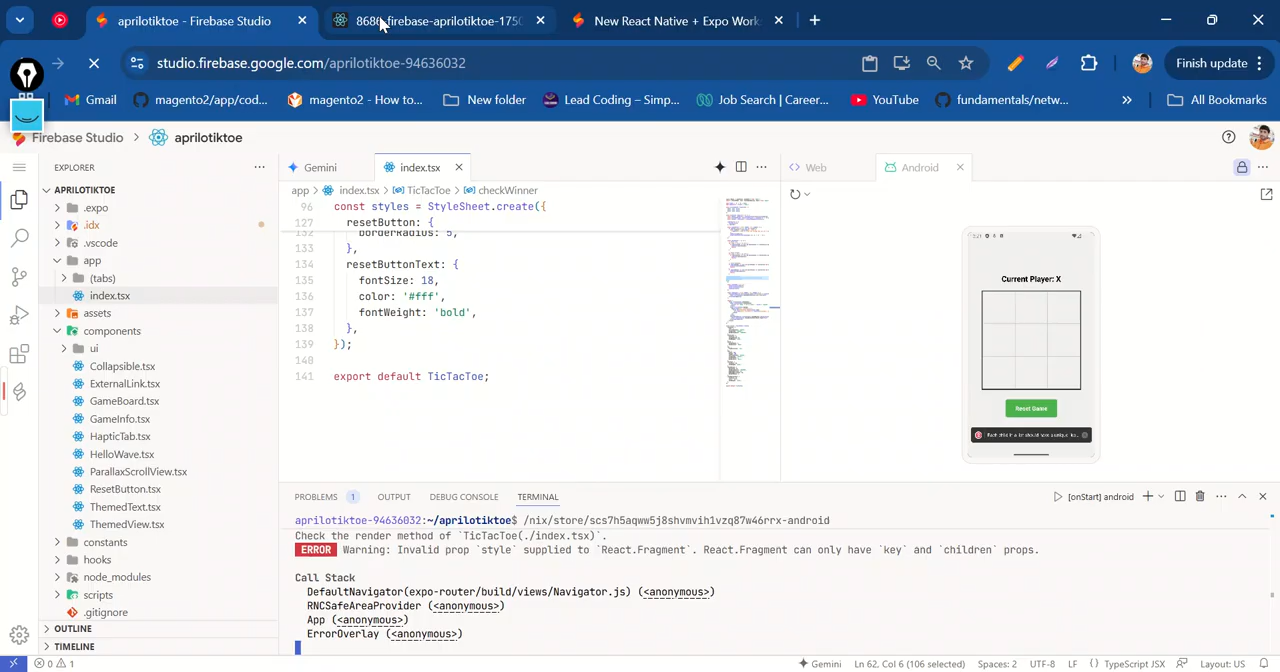 aprilotiktoe - Firebase Studio
8686-firebase-aprilotiktoe-175
New React Native + Expo Work
studio.firebase.google.com/aprilotiktoe-94636032
Finish update
Gmail
magento2/app/cod...
magento2 - How to...
New folder
Lead Coding – Simp...
Job Search | Career...
YouTube
fundamentals/netw...
All Bookmarks
Firebase Studio
aprilotiktoe
EXPLORER
APRILOTIKTOE
.expo
.idx
.vscode
app
(tabs)
index.tsx
assets
components
ui
Collapsible.tsx
ExternalLink.tsx
GameBoard.tsx
GameInfo.tsx
HapticTab.tsx
HelloWave.tsx
ParallaxScrollView.tsx
ResetButton.tsx
ThemedText.tsx
ThemedView.tsx
constants
hooks
node_modules
scripts
.gitignore
OUTLINE
TIMELINE
Gemini
index.tsx
app > index.tsx > TicTacToe > checkWinner
96 const styles = StyleSheet.create({
127 resetButton: {
132 borderRadius: 5,
133 },
134 resetButtonText: {
135 fontSize: 18,
136 color: '#fff',
137 fontWeight: 'bold',
138 },
139 });
140
141 export default TicTacToe;
Web
Android
Current Player: X
Reset Game
PROBLEMS 1
OUTPUT
DEBUG CONSOLE
TERMINAL
[onStart] android
aprilotiktoe-94636032:~/aprilotiktoe$ /nix/store/scs7h5aqww5j8shvmvih1vzq87w46rrx-android
Check the render method of `TicTacToe(./index.tsx)`.
ERROR Warning: Invalid prop `style` supplied to `React.Fragment`. React.Fragment can only have `key` and `children` props.
Call Stack
DefaultNavigator(expo-router/build/views/Navigator.js) (<anonymous>)
RNCSafeAreaProvider (<anonymous>)
App (<anonymous>)
ErrorOverlay (<anonymous>)
0 1
Gemini
Ln 62, Col 6 (106 selected)
Spaces: 2
UTF-8
LF
{} TypeScript JSX
Layout: US